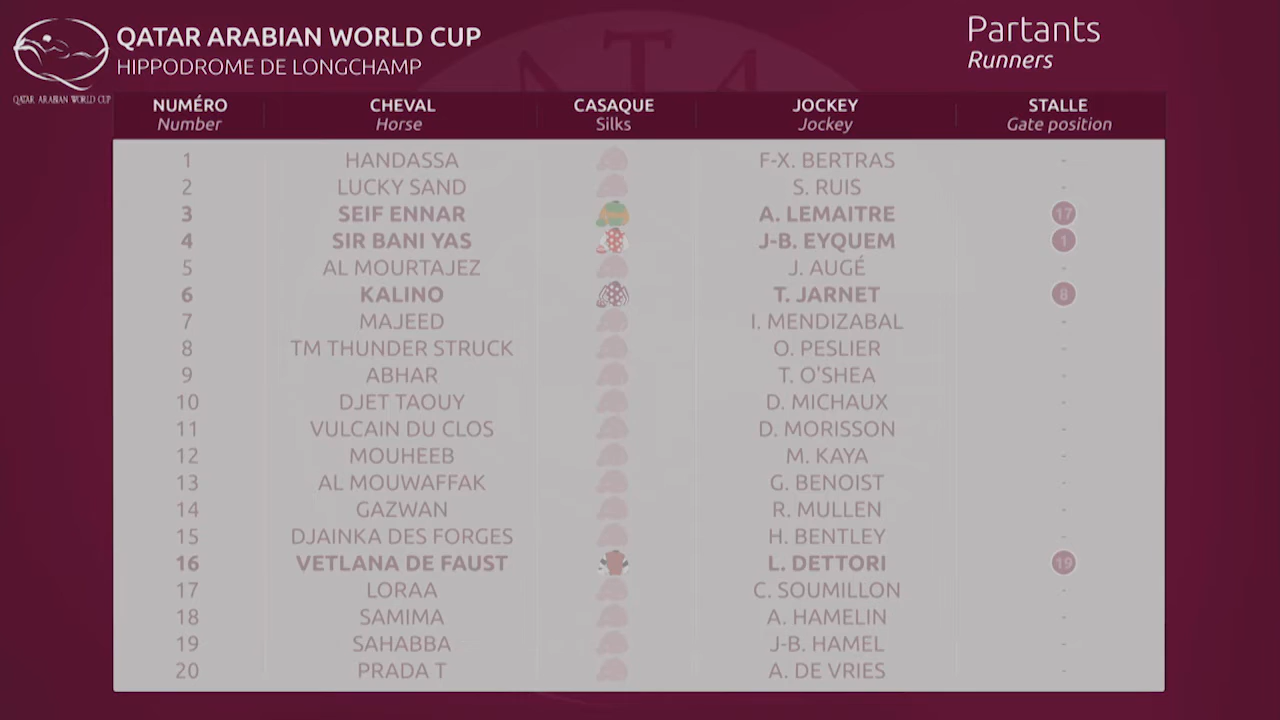 QATAR ARABIAN WORLD CUP
HIPPODROME DE LONGCHAMP
QATAR ARABIAN WORLD CUP
Partants
Runners
NUMÉRO CHEVAL CASAQUE JOCKEY STALLE
Number Horse Silks Jockey Gate position
1 HANDASSA F-X. BERTRAS -
2 LUCKY SAND S. RUIS -
3 SEIF ENNAR A. LEMAITRE 17
4 SIR BANI YAS J-B. EYQUEM 1
5 AL MOURTAJEZ J. AUGÉ -
6 KALINO T. JARNET 8
7 MAJEED I. MENDIZABAL -
8 TM THUNDER STRUCK O. PESLIER -
9 ABHAR T. O'SHEA -
10 DJET TAOUY D. MICHAUX -
11 VULCAIN DU CLOS D. MORISSON -
12 MOUHEEB M. KAYA -
13 AL MOUWAFFAK G. BENOIST -
14 GAZWAN R. MULLEN -
15 DJAINKA DES FORGES H. BENTLEY -
16 VETLANA DE FAUST L. DETTORI 19
17 LORAA C. SOUMILLON -
18 SAMIMA A. HAMELIN -
19 SAHABBA J-B. HAMEL -
20 PRADA T A. DE VRIES -